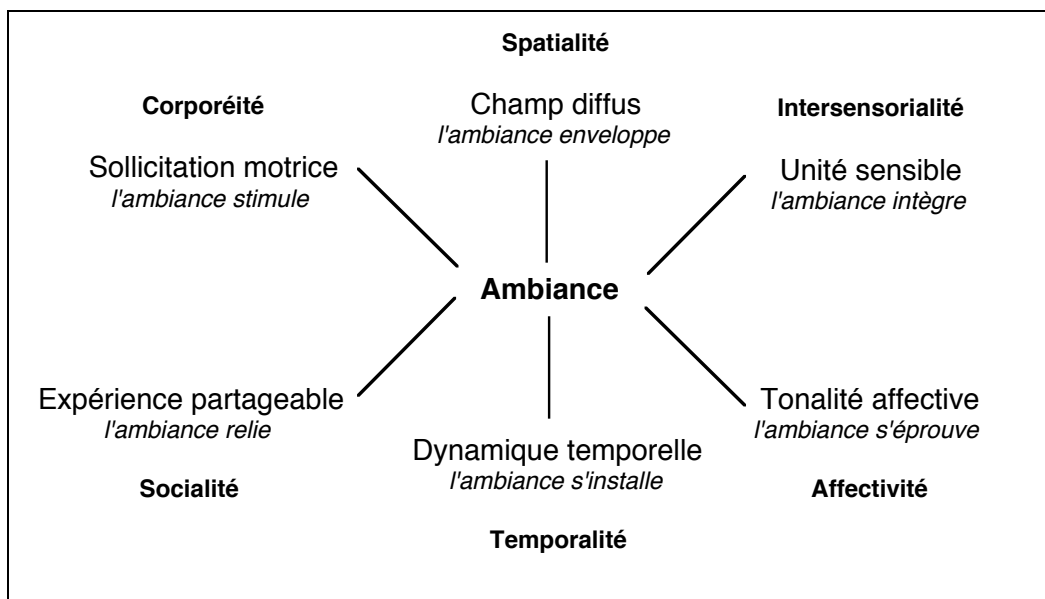 Spatialité
Corporéité
Champ diffus
l'ambiance enveloppe
Intersensorialité
Sollicitation motrice
l'ambiance stimule
Unité sensible
l'ambiance intègre
Ambiance
Expérience partageable
l'ambiance relie
Socialité
Dynamique temporelle
l'ambiance s'installe
Temporalité
Tonalité affective
l'ambiance s'éprouve
Affectivité